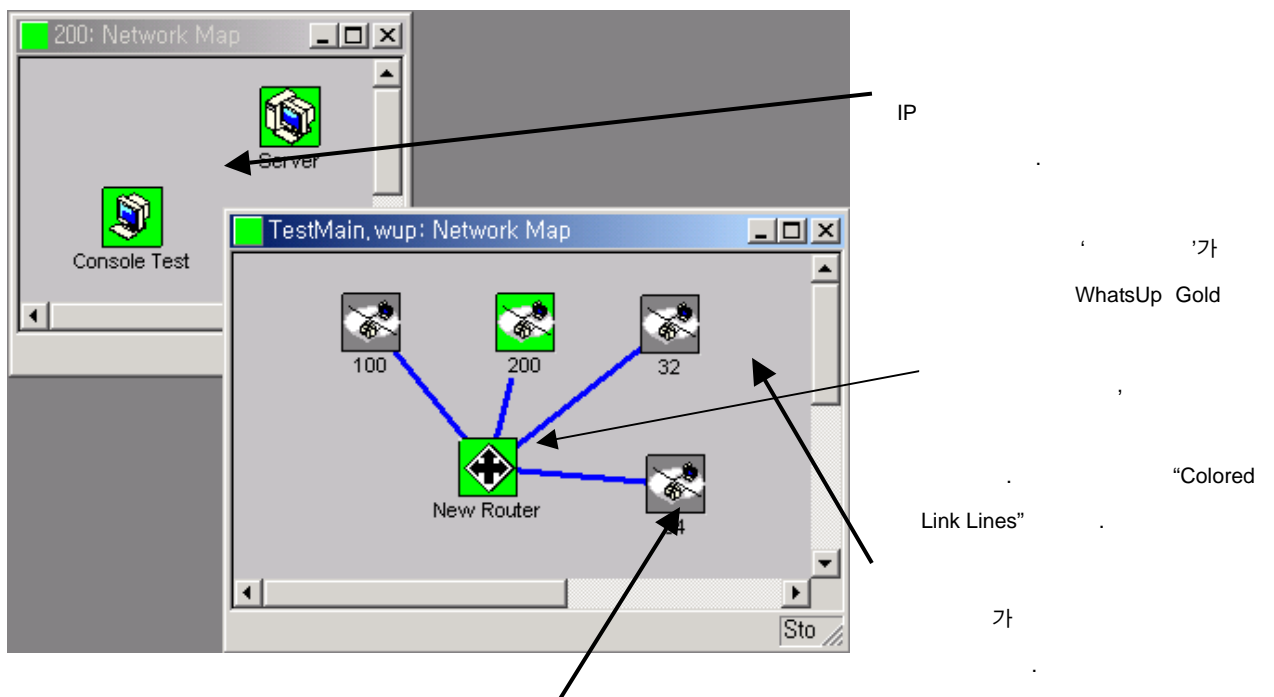 200: Network Map
Server
Console Test
TestMain.wup: Network Map
100
200
32
New Router
Sto
IP
.
‘ ’가
WhatsUp Gold
,
. “Colored
Link Lines” .
가
.